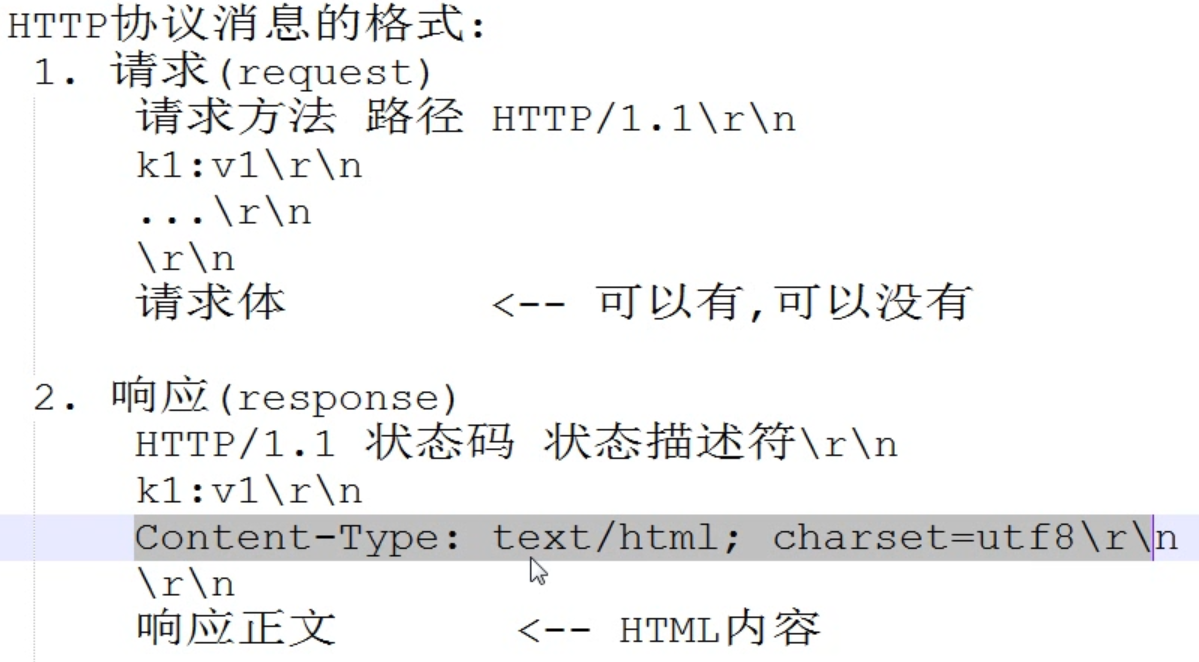 HTTP协议消息的格式:
1. 请求(request)
请求方法 路径 HTTP/1.1\r\n
k1:v1\r\n
...\r\n
\r\n
请求体 <-- 可以有,可以没有
2. 响应(response)
HTTP/1.1 状态码 状态描述符\r\n
k1:v1\r\n
Content-Type: text/html; charset=utf8\r\n
\r\n
响应正文 <-- HTML内容